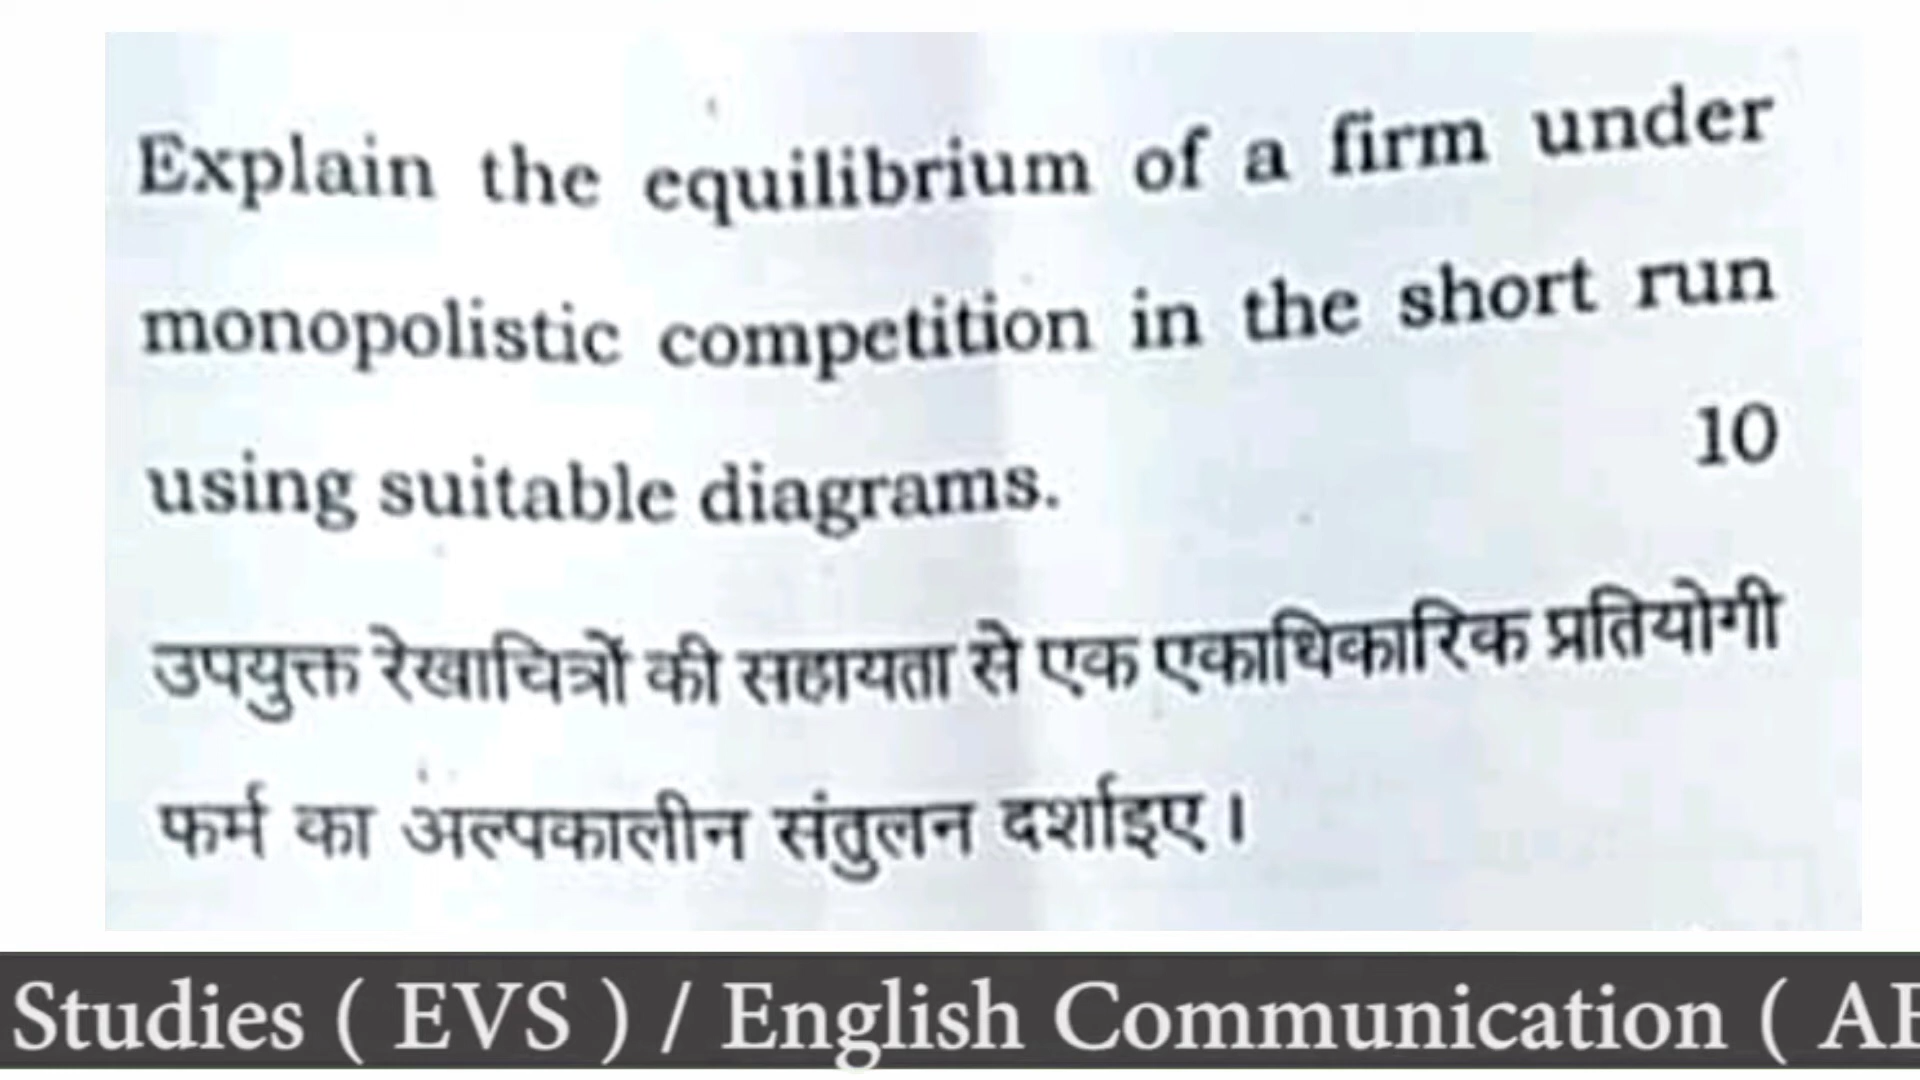 Explain the equilibrium of a firm under
monopolistic competition in the short run
using suitable diagrams. 10
उपयुक्त रेखाचित्रों की सहायता से एक एकाधिकारिक प्रतियोगी
फर्म का अल्पकालीन संतुलन दर्शाइए।
Studies ( EVS ) / English Communication ( AE